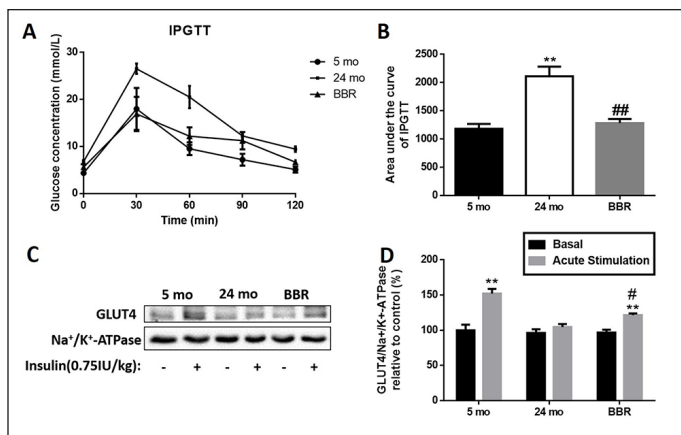 A
IPGTT
Glucose concentration (mmol/L)
30
20
10
0
0 30 60 90 120
Time (min)
5 mo
24 mo
BBR
B
Area under the curve
of IPGTT
2500
2000
1500
1000
500
0
**
##
5 mo 24 mo BBR
C
5 mo 24 mo BBR
GLUT4
Na⁺/K⁺-ATPase
Insulin(0.75IU/kg): - + - + - +
D
Basal
Acute Stimulation
GLUT4/Na+/K+-ATPase
relative to control (%)
200
150
100
50
0
**
#
**
5 mo 24 mo BBR